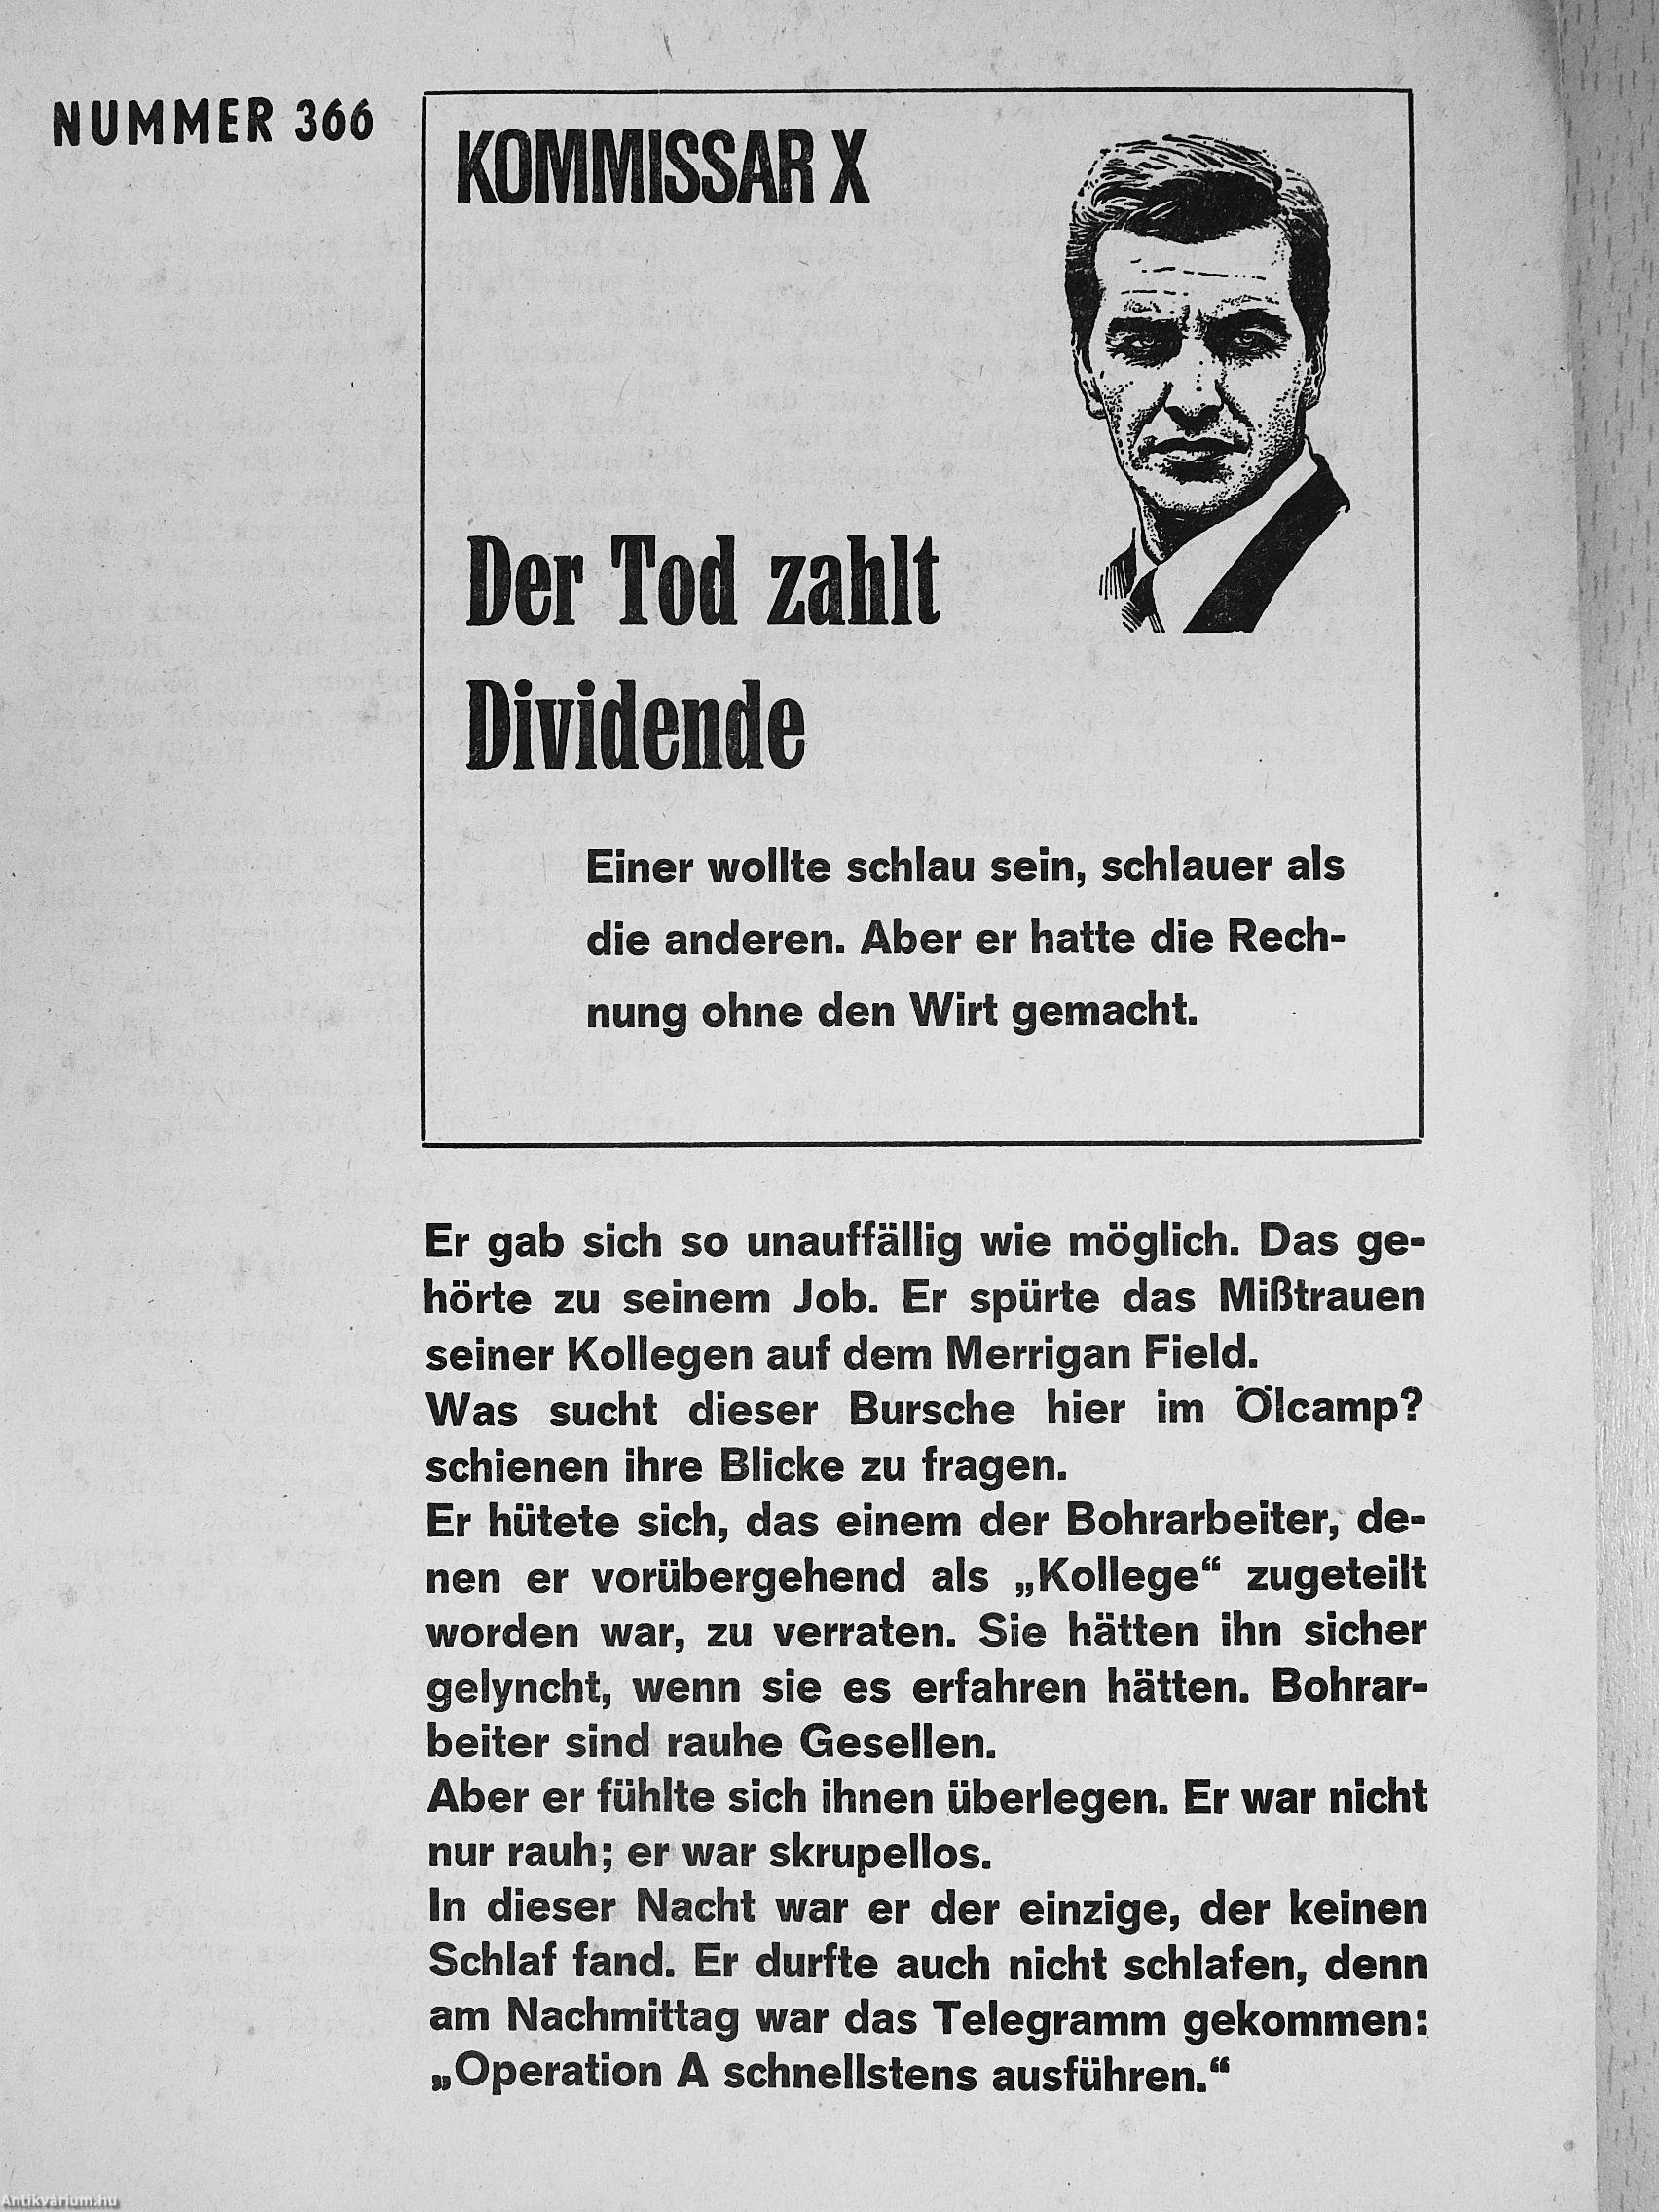 NUMMER 366
KOMMISSAR X
Der Tod zahlt
Dividende
Einer wollte schlau sein, schlauer als
die anderen. Aber er hatte die Rech-
nung ohne den Wirt gemacht.
Er gab sich so unauffällig wie möglich. Das ge-
hörte zu seinem Job. Er spürte das Mißtrauen
seiner Kollegen auf dem Merrigan Field.
Was sucht dieser Bursche hier im Ölcamp?
schienen ihre Blicke zu fragen.
Er hütete sich, das einem der Bohrarbeiter, de-
nen er vorübergehend als „Kollege“ zugeteilt
worden war, zu verraten. Sie hätten ihn sicher
gelyncht, wenn sie es erfahren hätten. Bohrar-
beiter sind rauhe Gesellen.
Aber er fühlte sich ihnen überlegen. Er war nicht
nur rauh; er war skrupellos.
In dieser Nacht war er der einzige, der keinen
Schlaf fand. Er durfte auch nicht schlafen, denn
am Nachmittag war das Telegramm gekommen:
„Operation A schnellstens ausführen.“
Antikvarium.hu